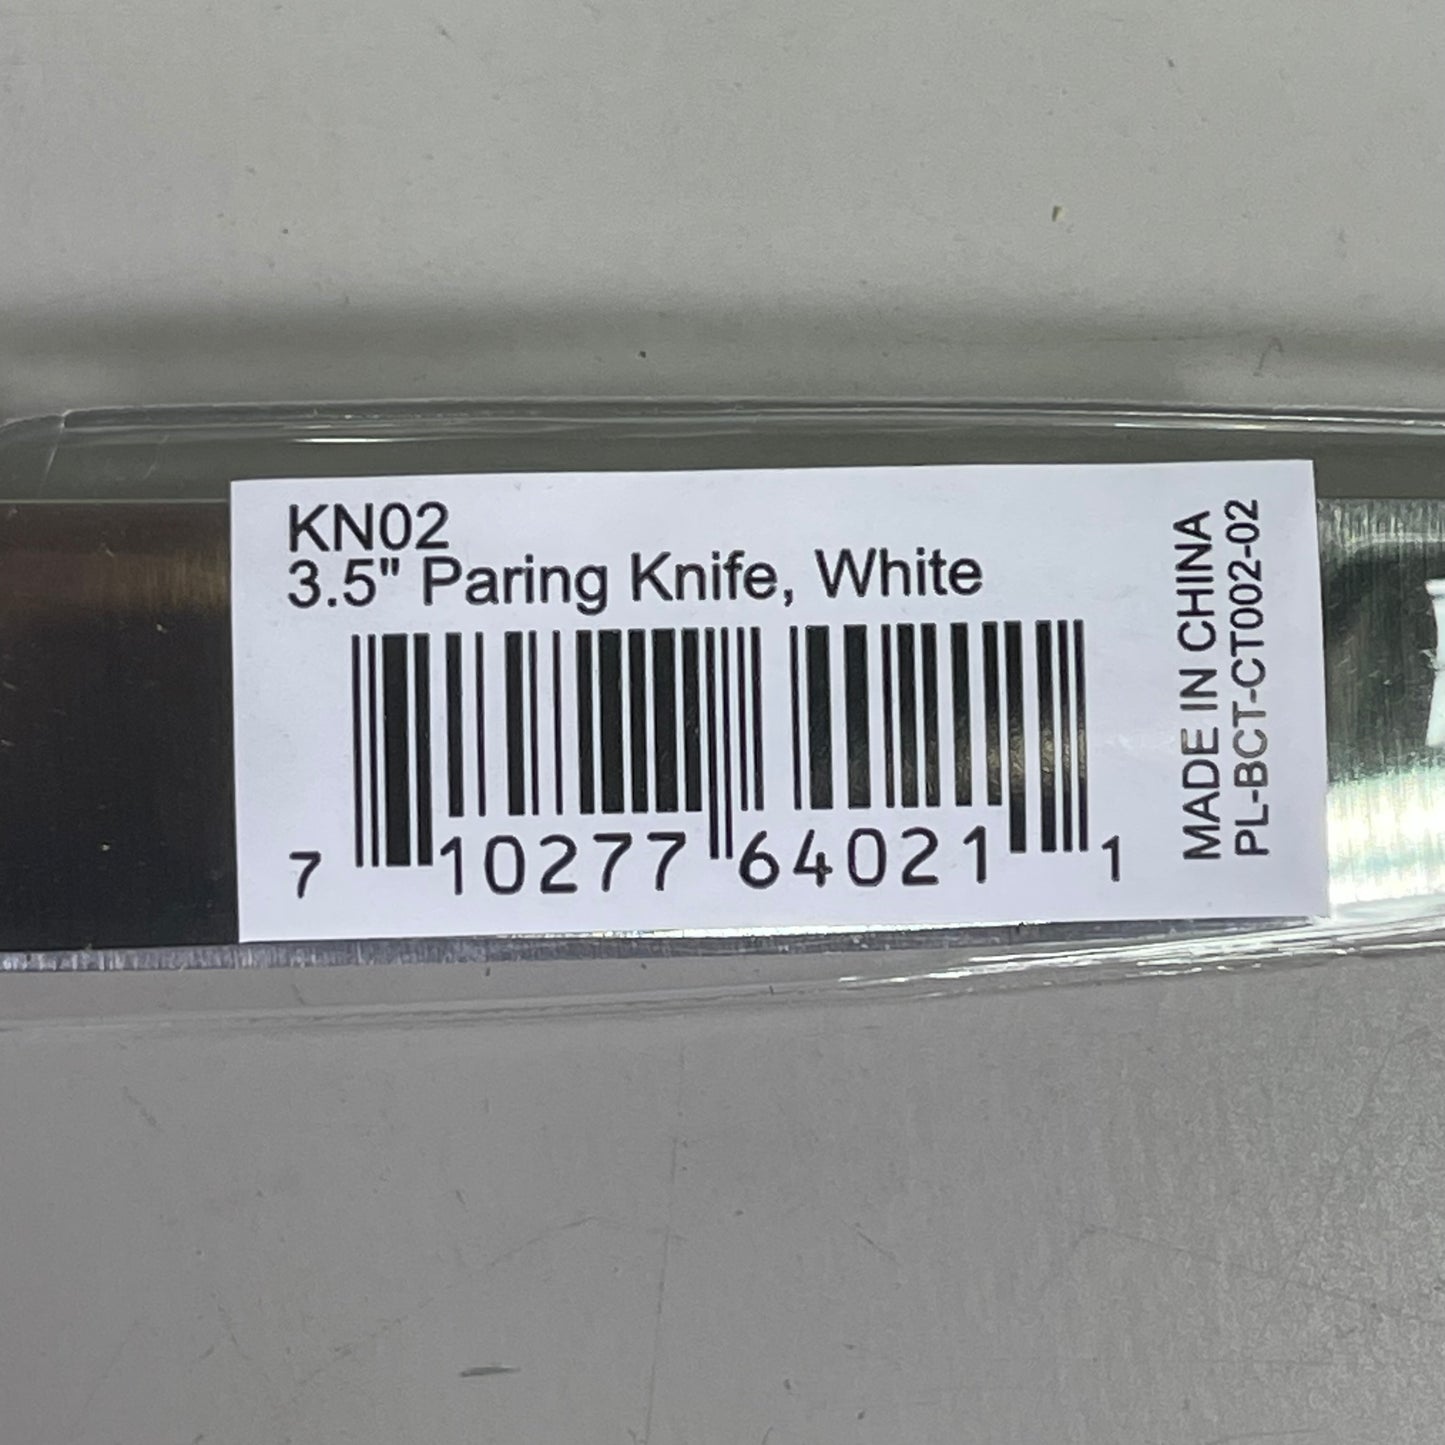 KN02
3.5" Paring Knife, White
7 10277 64021 1
MADE IN CHINA
PL-BCT-CT002-02